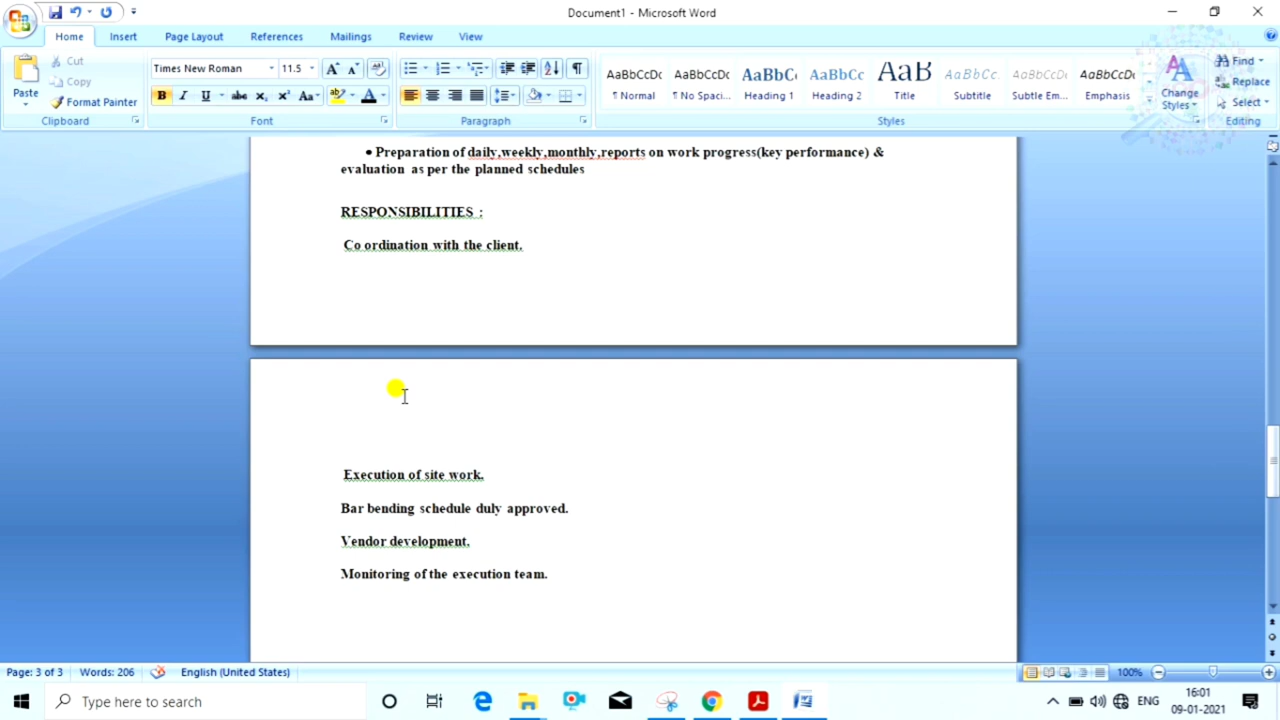 Document1 - Microsoft Word
Home Insert Page Layout References Mailings Review View
Paste
Cut
Copy
Format Painter
Clipboard
Times New Roman 11.5
Font
Paragraph
AaBbCcDc AaBbCcDc AaBbC AaBbCc AaB AaBbCc. AaBbCcDc AaBbCcDc
¶ Normal ¶ No Spaci... Heading 1 Heading 2 Title Subtitle Subtle Em... Emphasis
Change
Styles
Styles
Find
Replace
Select
Editing
• Preparation of daily,weekly,monthly,reports on work progress(key performance) &
evaluation as per the planned schedules
RESPONSIBILITIES :
Co ordination with the client.
Execution of site work.
Bar bending schedule duly approved.
Vendor development.
Monitoring of the execution team.
Page: 3 of 3 Words: 206 English (United States) 100%
Type here to search
ENG
16:01
09-01-2021